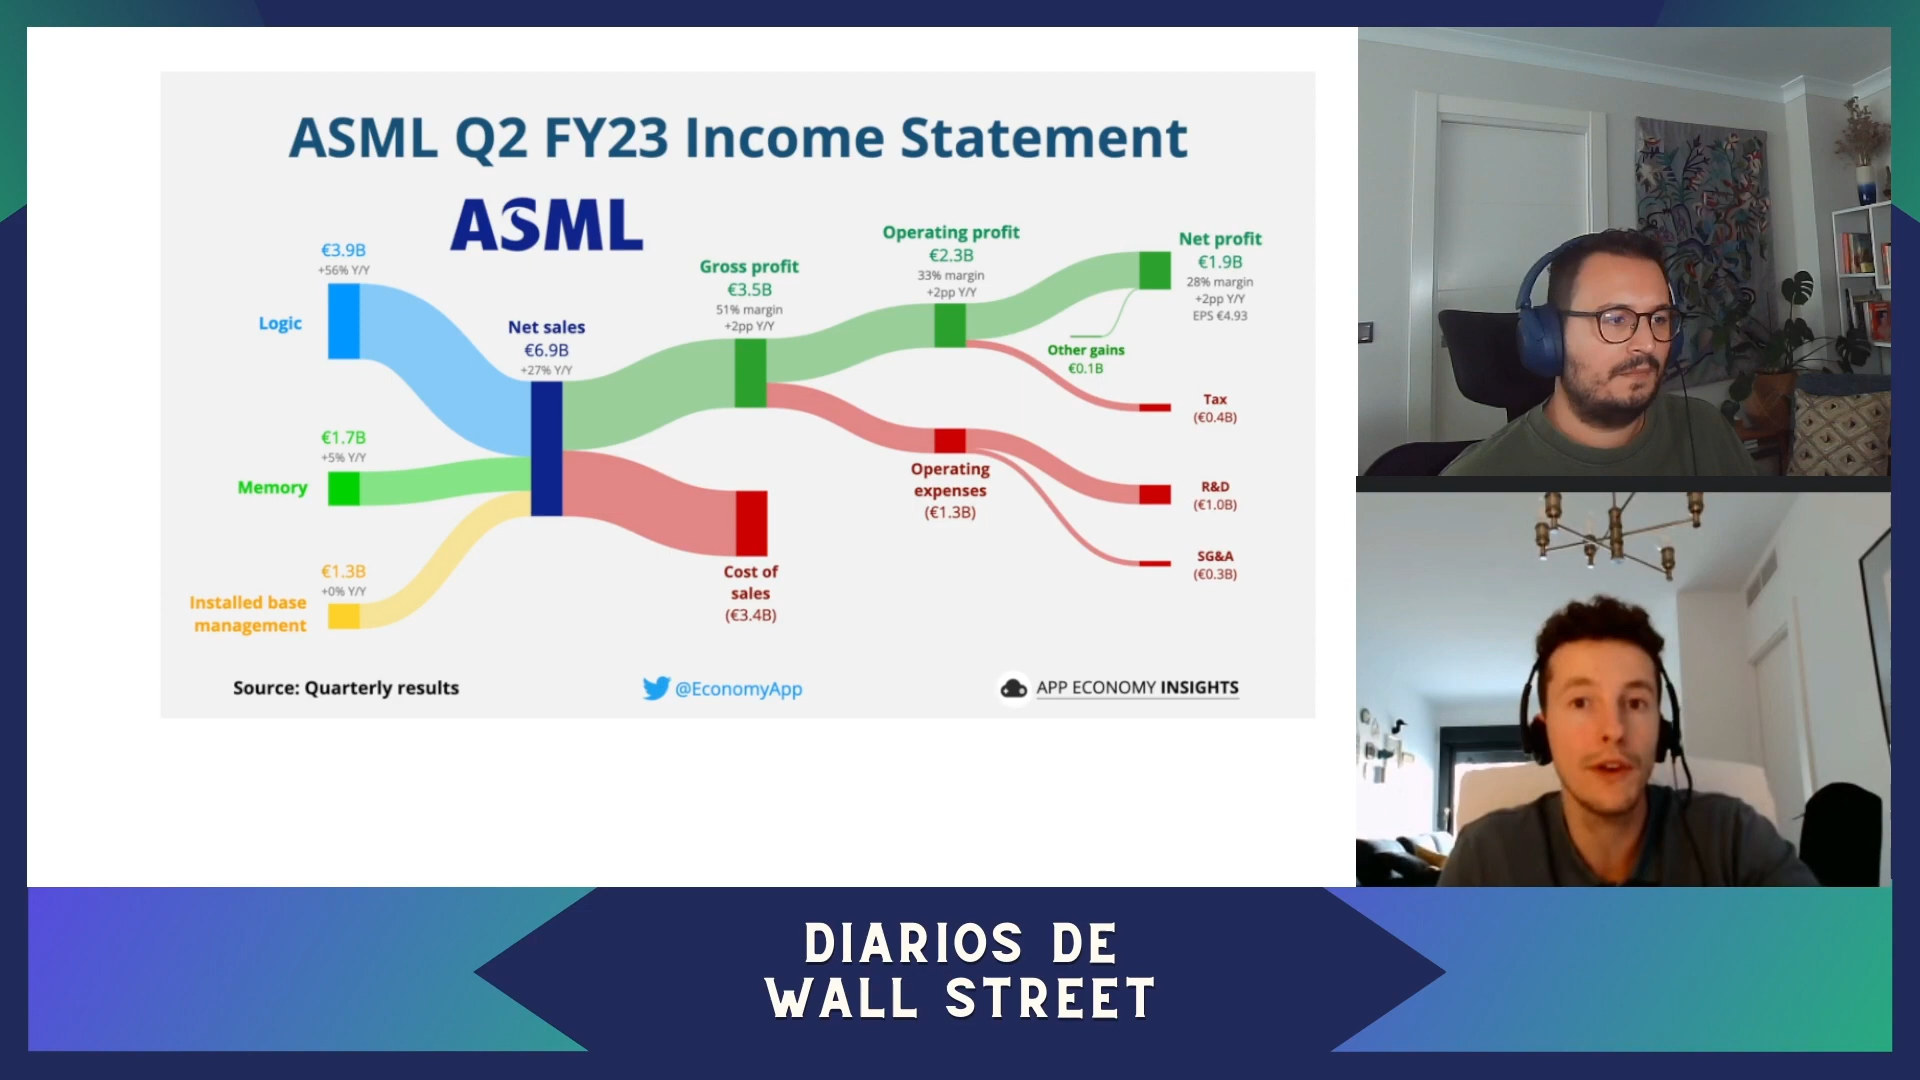 ASML Q2 FY23 Income Statement
ASML
€3.9B
+56% Y/Y
Logic
€1.7B
+5% Y/Y
Memory
€1.3B
+0% Y/Y
Installed base
management
Net sales
€6.9B
+27% Y/Y
Gross profit
€3.5B
51% margin
+2pp Y/Y
Cost of
sales
(€3.4B)
Operating profit
€2.3B
33% margin
+2pp Y/Y
Operating
expenses
(€1.3B)
Net profit
€1.9B
28% margin
+2pp Y/Y
EPS €4.93
Other gains
€0.1B
Tax
(€0.4B)
R&D
(€1.0B)
SG&A
(€0.3B)
Source: Quarterly results
@EconomyApp
APP ECONOMY INSIGHTS
DIARIOS DE
WALL STREET